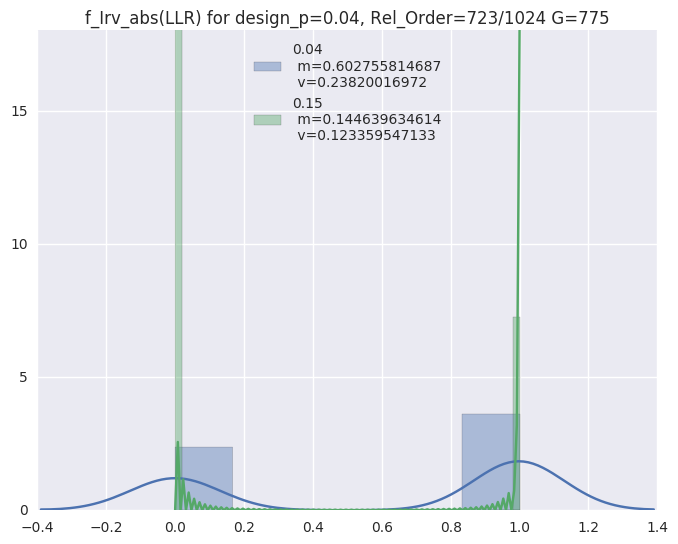 f_Irv_abs(LLR) for design_p=0.04, Rel_Order=723/1024 G=775
0.04
m=0.602755814687
v=0.23820016972
0.15
m=0.144639634614
v=0.123359547133
15
10
5
0
−0.4 −0.2 0.0 0.2 0.4 0.6 0.8 1.0 1.2 1.4